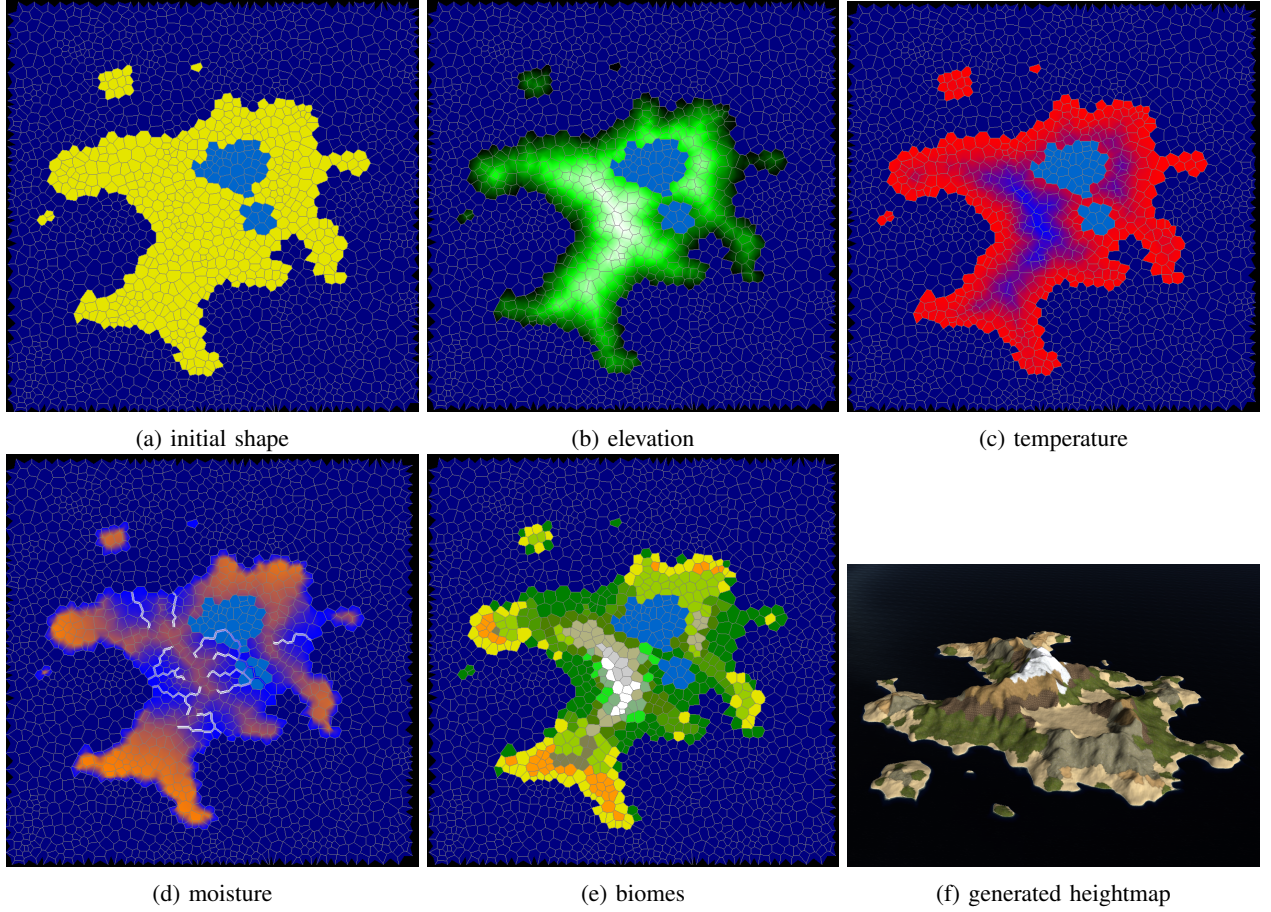 (a) initial shape
(b) elevation
(c) temperature
(d) moisture
(e) biomes
(f) generated heightmap